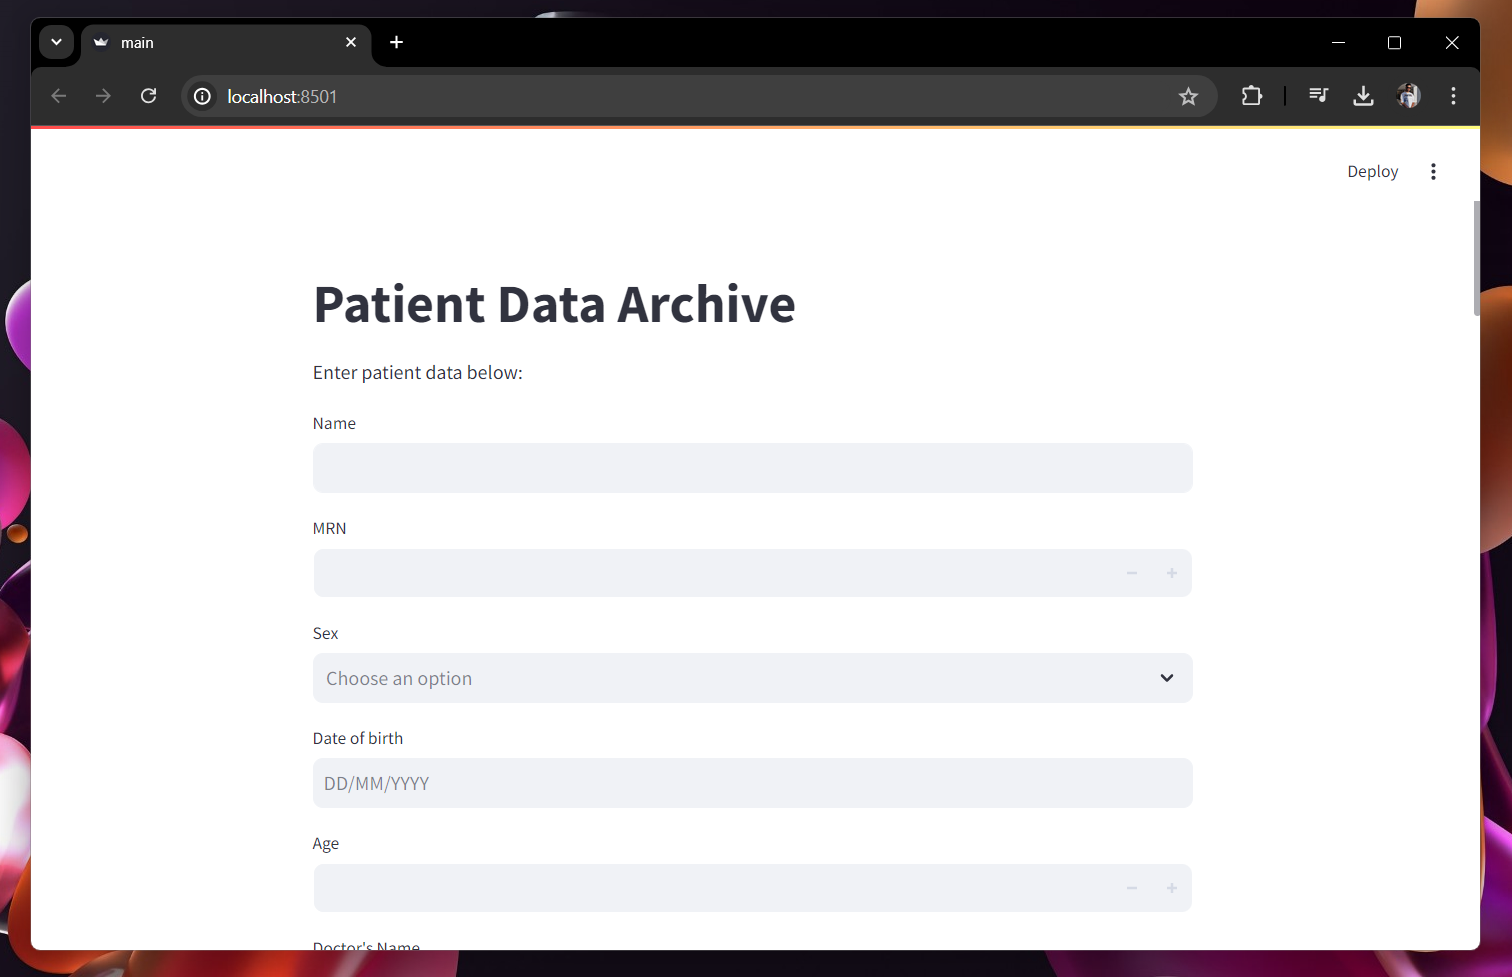 main
localhost:8501
Deploy
Patient Data Archive
Enter patient data below:
Name
MRN
Sex
Choose an option
Date of birth
DD/MM/YYYY
Age
Doctor's Name